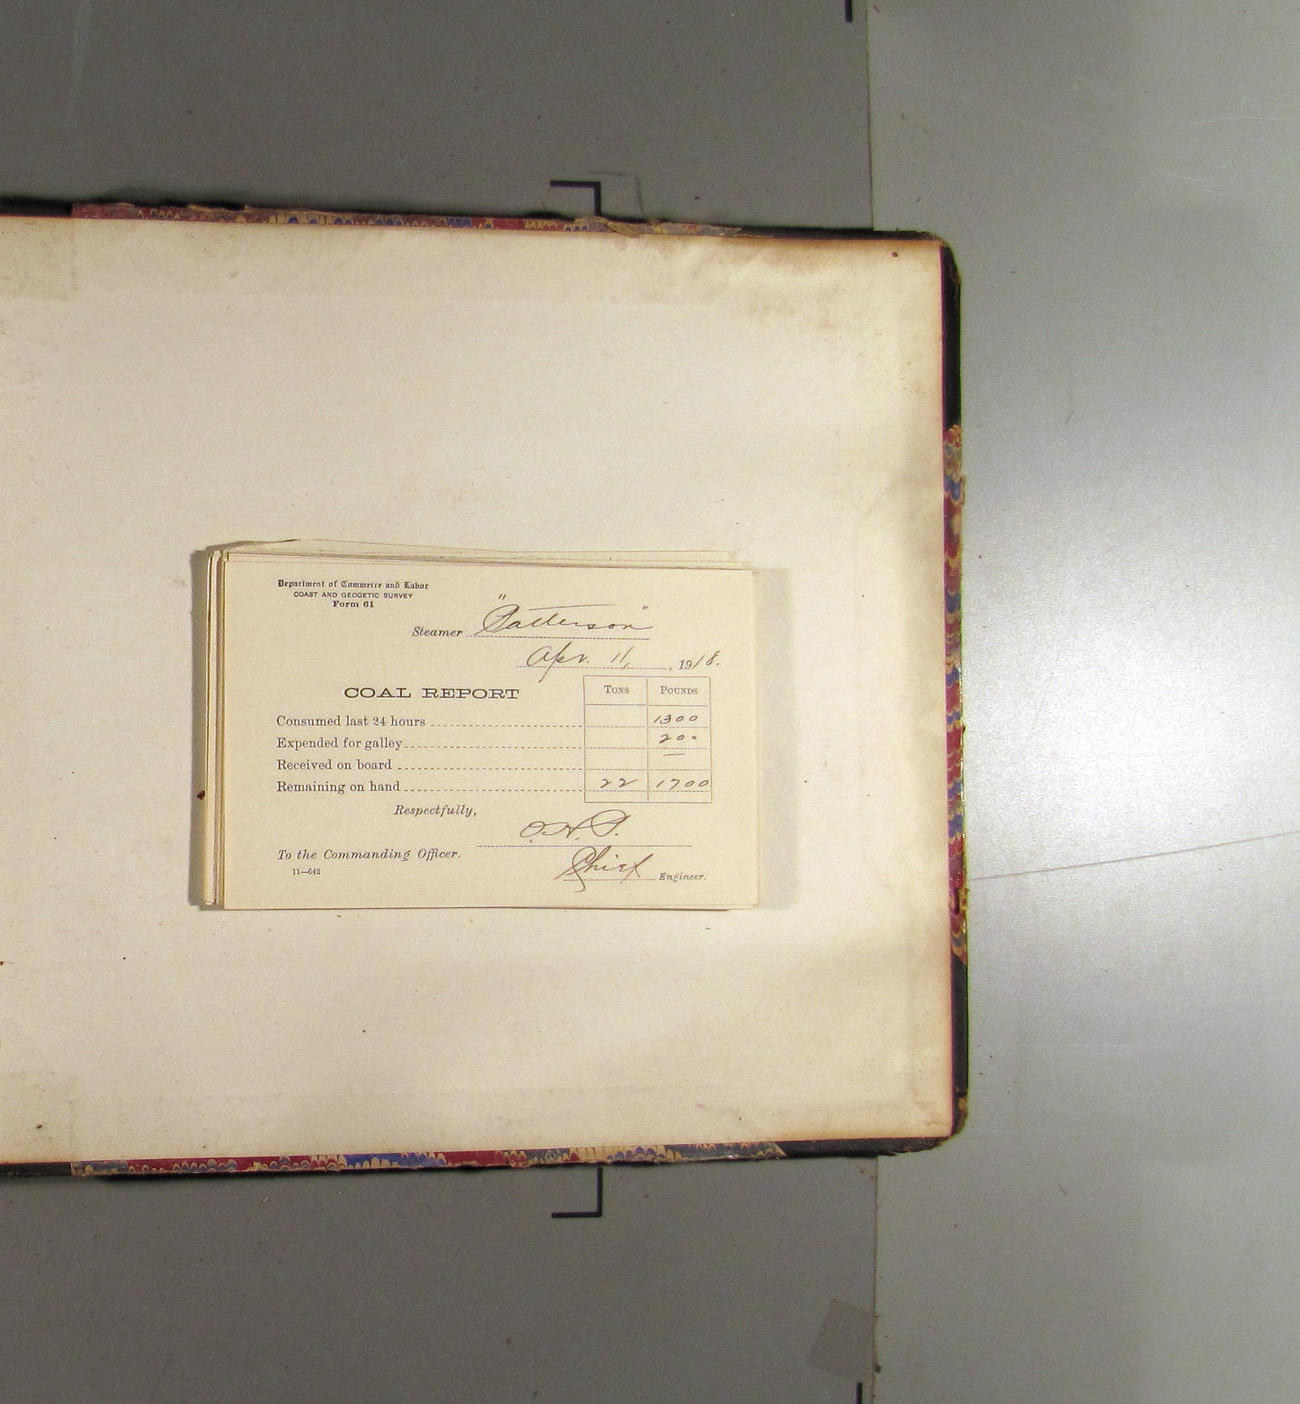 Department of Commerce and Labor
COAST AND GEODETIC SURVEY
Form 61
Steamer "Patterson"
Apr. 11, 1918.
COAL REPORT
Tons Pounds
Consumed last 24 hours 1300
Expended for galley 200
Received on board —
Remaining on hand 22 1700
Respectfully,
O.H.P.
To the Commanding Officer.
Chief Engineer.
11—642